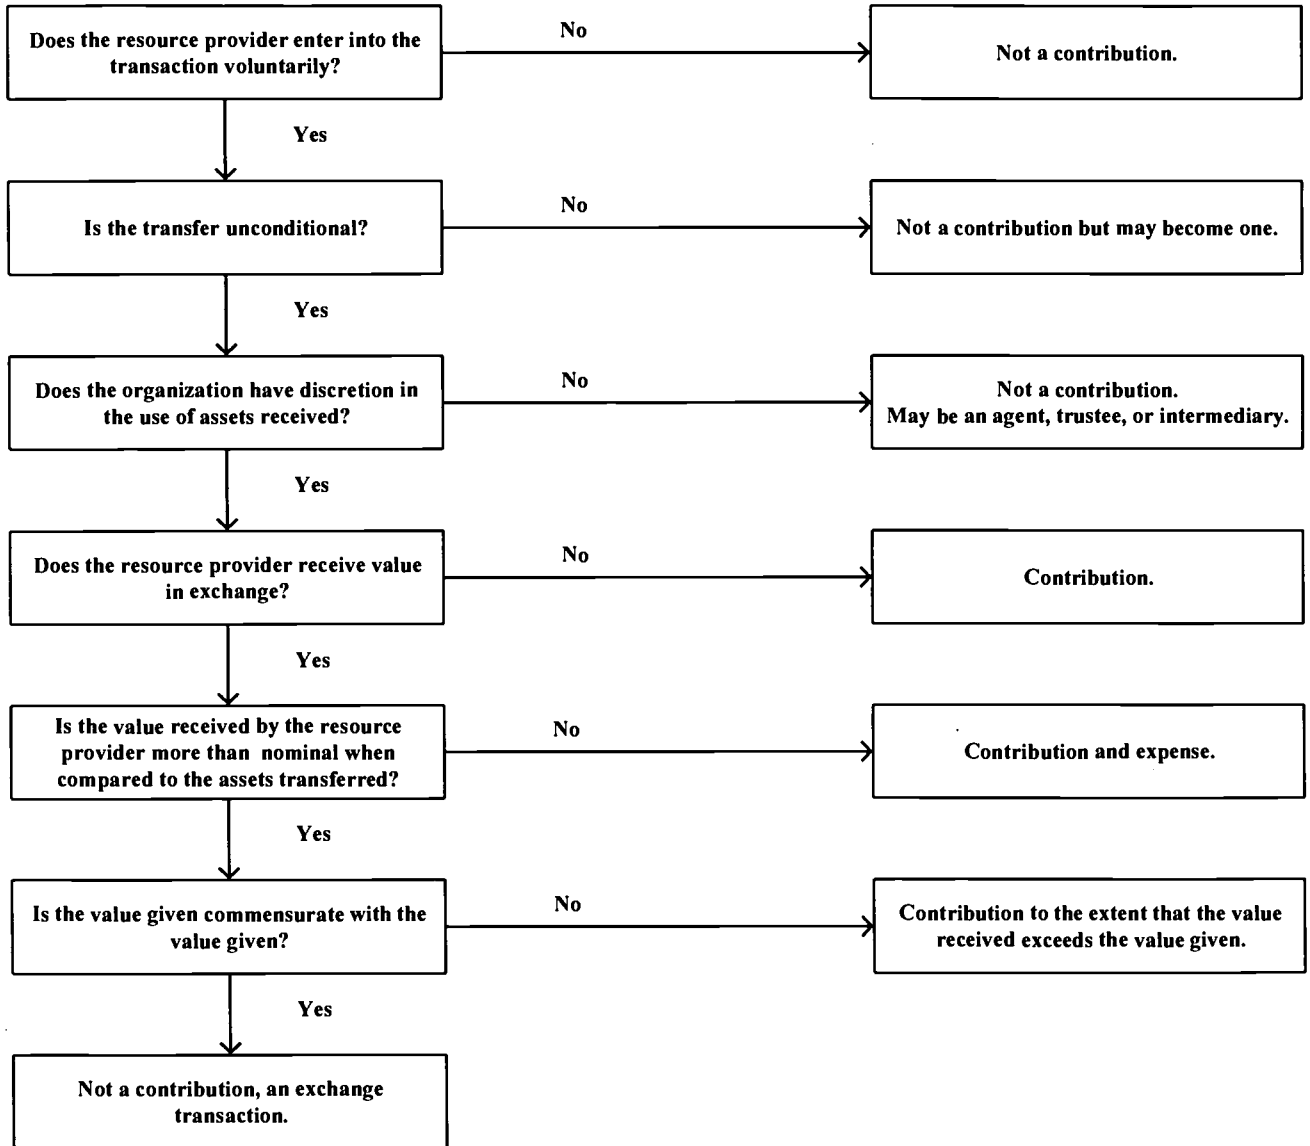 Does the resource provider enter into the
transaction voluntarily?
No
Not a contribution.
Yes
Is the transfer unconditional?
No
Not a contribution but may become one.
Yes
Does the organization have discretion in
the use of assets received?
No
Not a contribution.
May be an agent, trustee, or intermediary.
Yes
Does the resource provider receive value
in exchange?
No
Contribution.
Yes
Is the value received by the resource
provider more than nominal when
compared to the assets transferred?
No
Contribution and expense.
Yes
Is the value given commensurate with the
value given?
No
Contribution to the extent that the value
received exceeds the value given.
Yes
Not a contribution, an exchange
transaction.